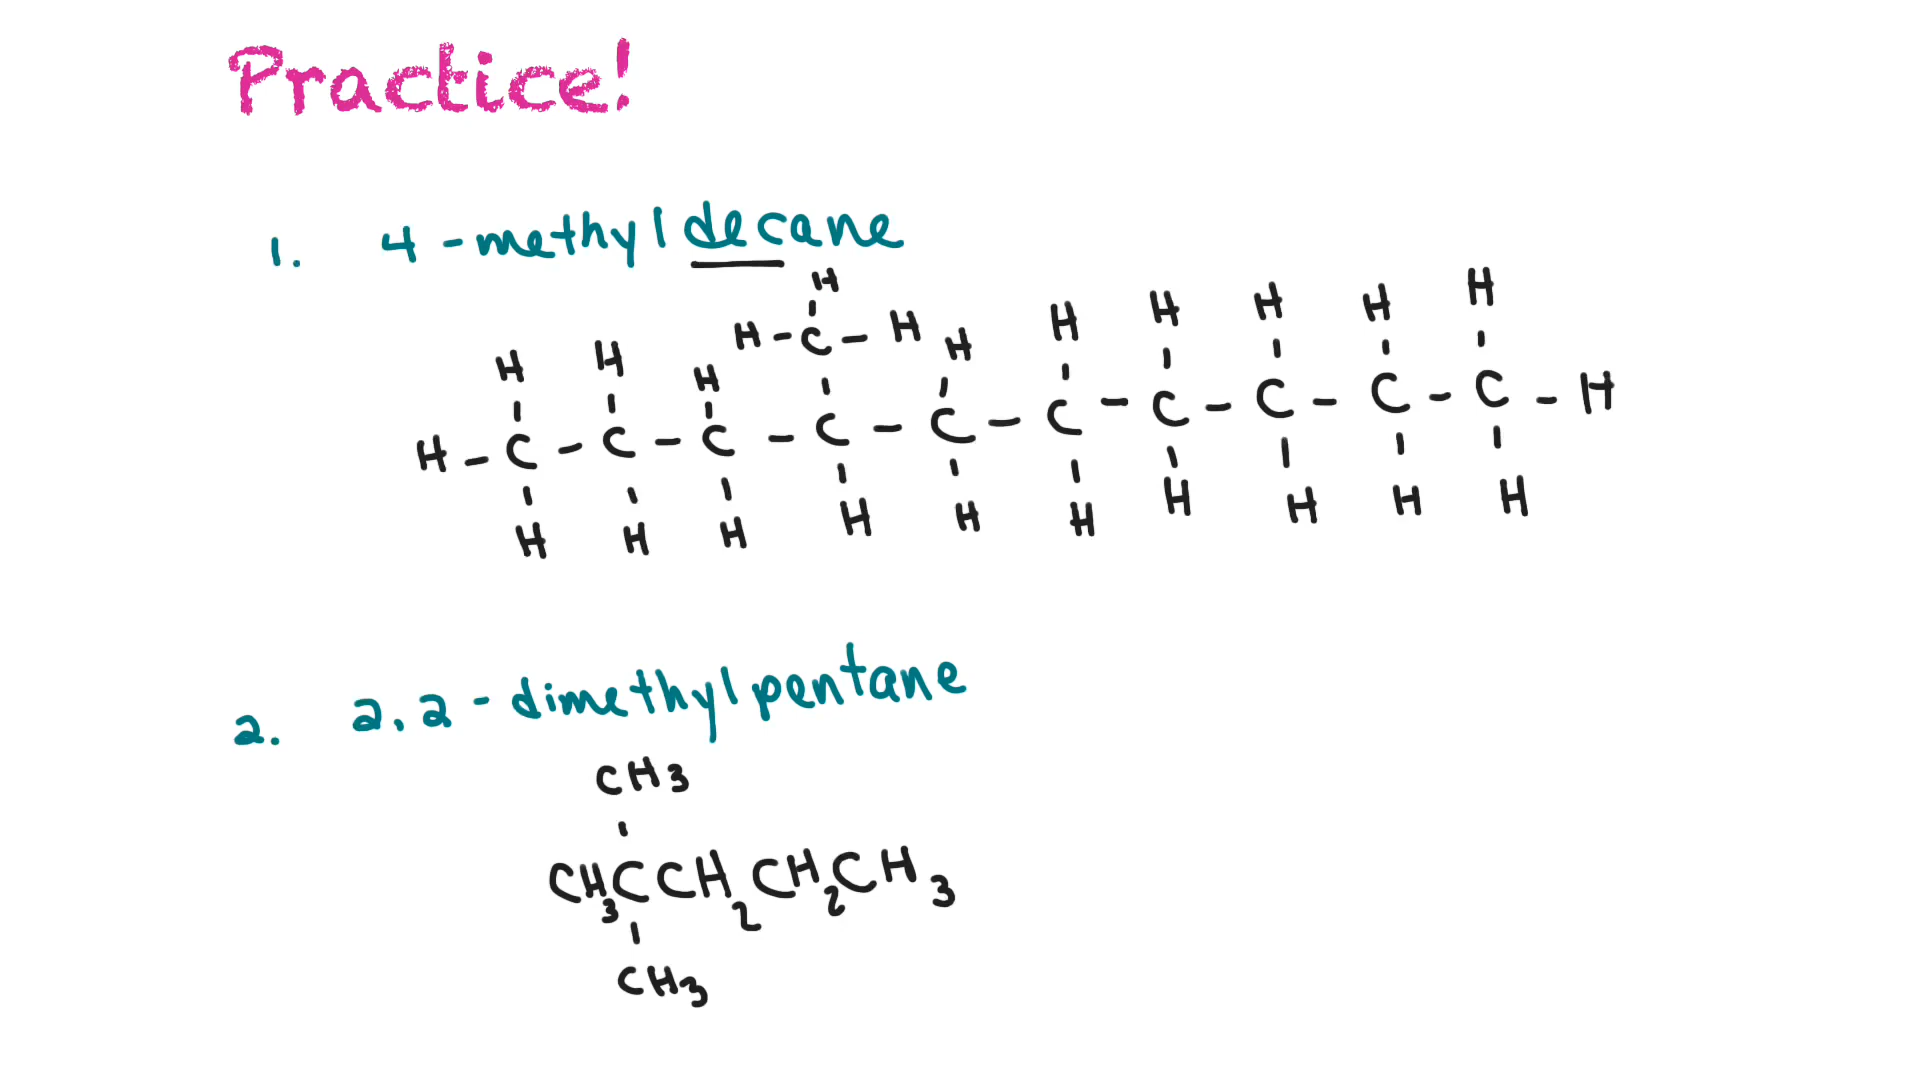 Practice!
1. 4-methyldecane
H
H-C-H
H H H H H H H H H
H-C-C-C-C-C-C-C-C-C-C-H
H H H H H H H H H H
2. 2,2-dimethylpentane
CH3
CH3CCH2CH2CH3
CH3